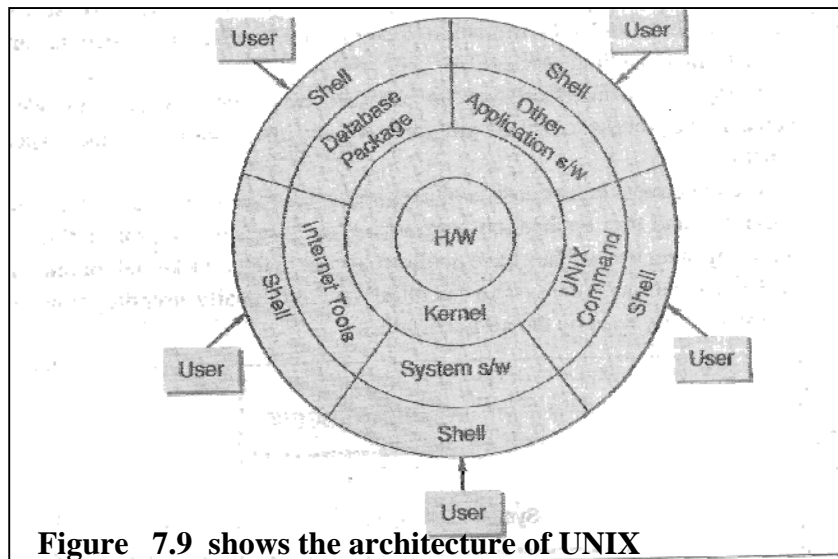 User
User
Shell
Shell
Database
Package
Other
Application s/w
H/W
Internet Tools
UNIX
Command
Shell
Shell
Kernel
System s/w
User
User
Shell
User
Figure 7.9 shows the architecture of UNIX